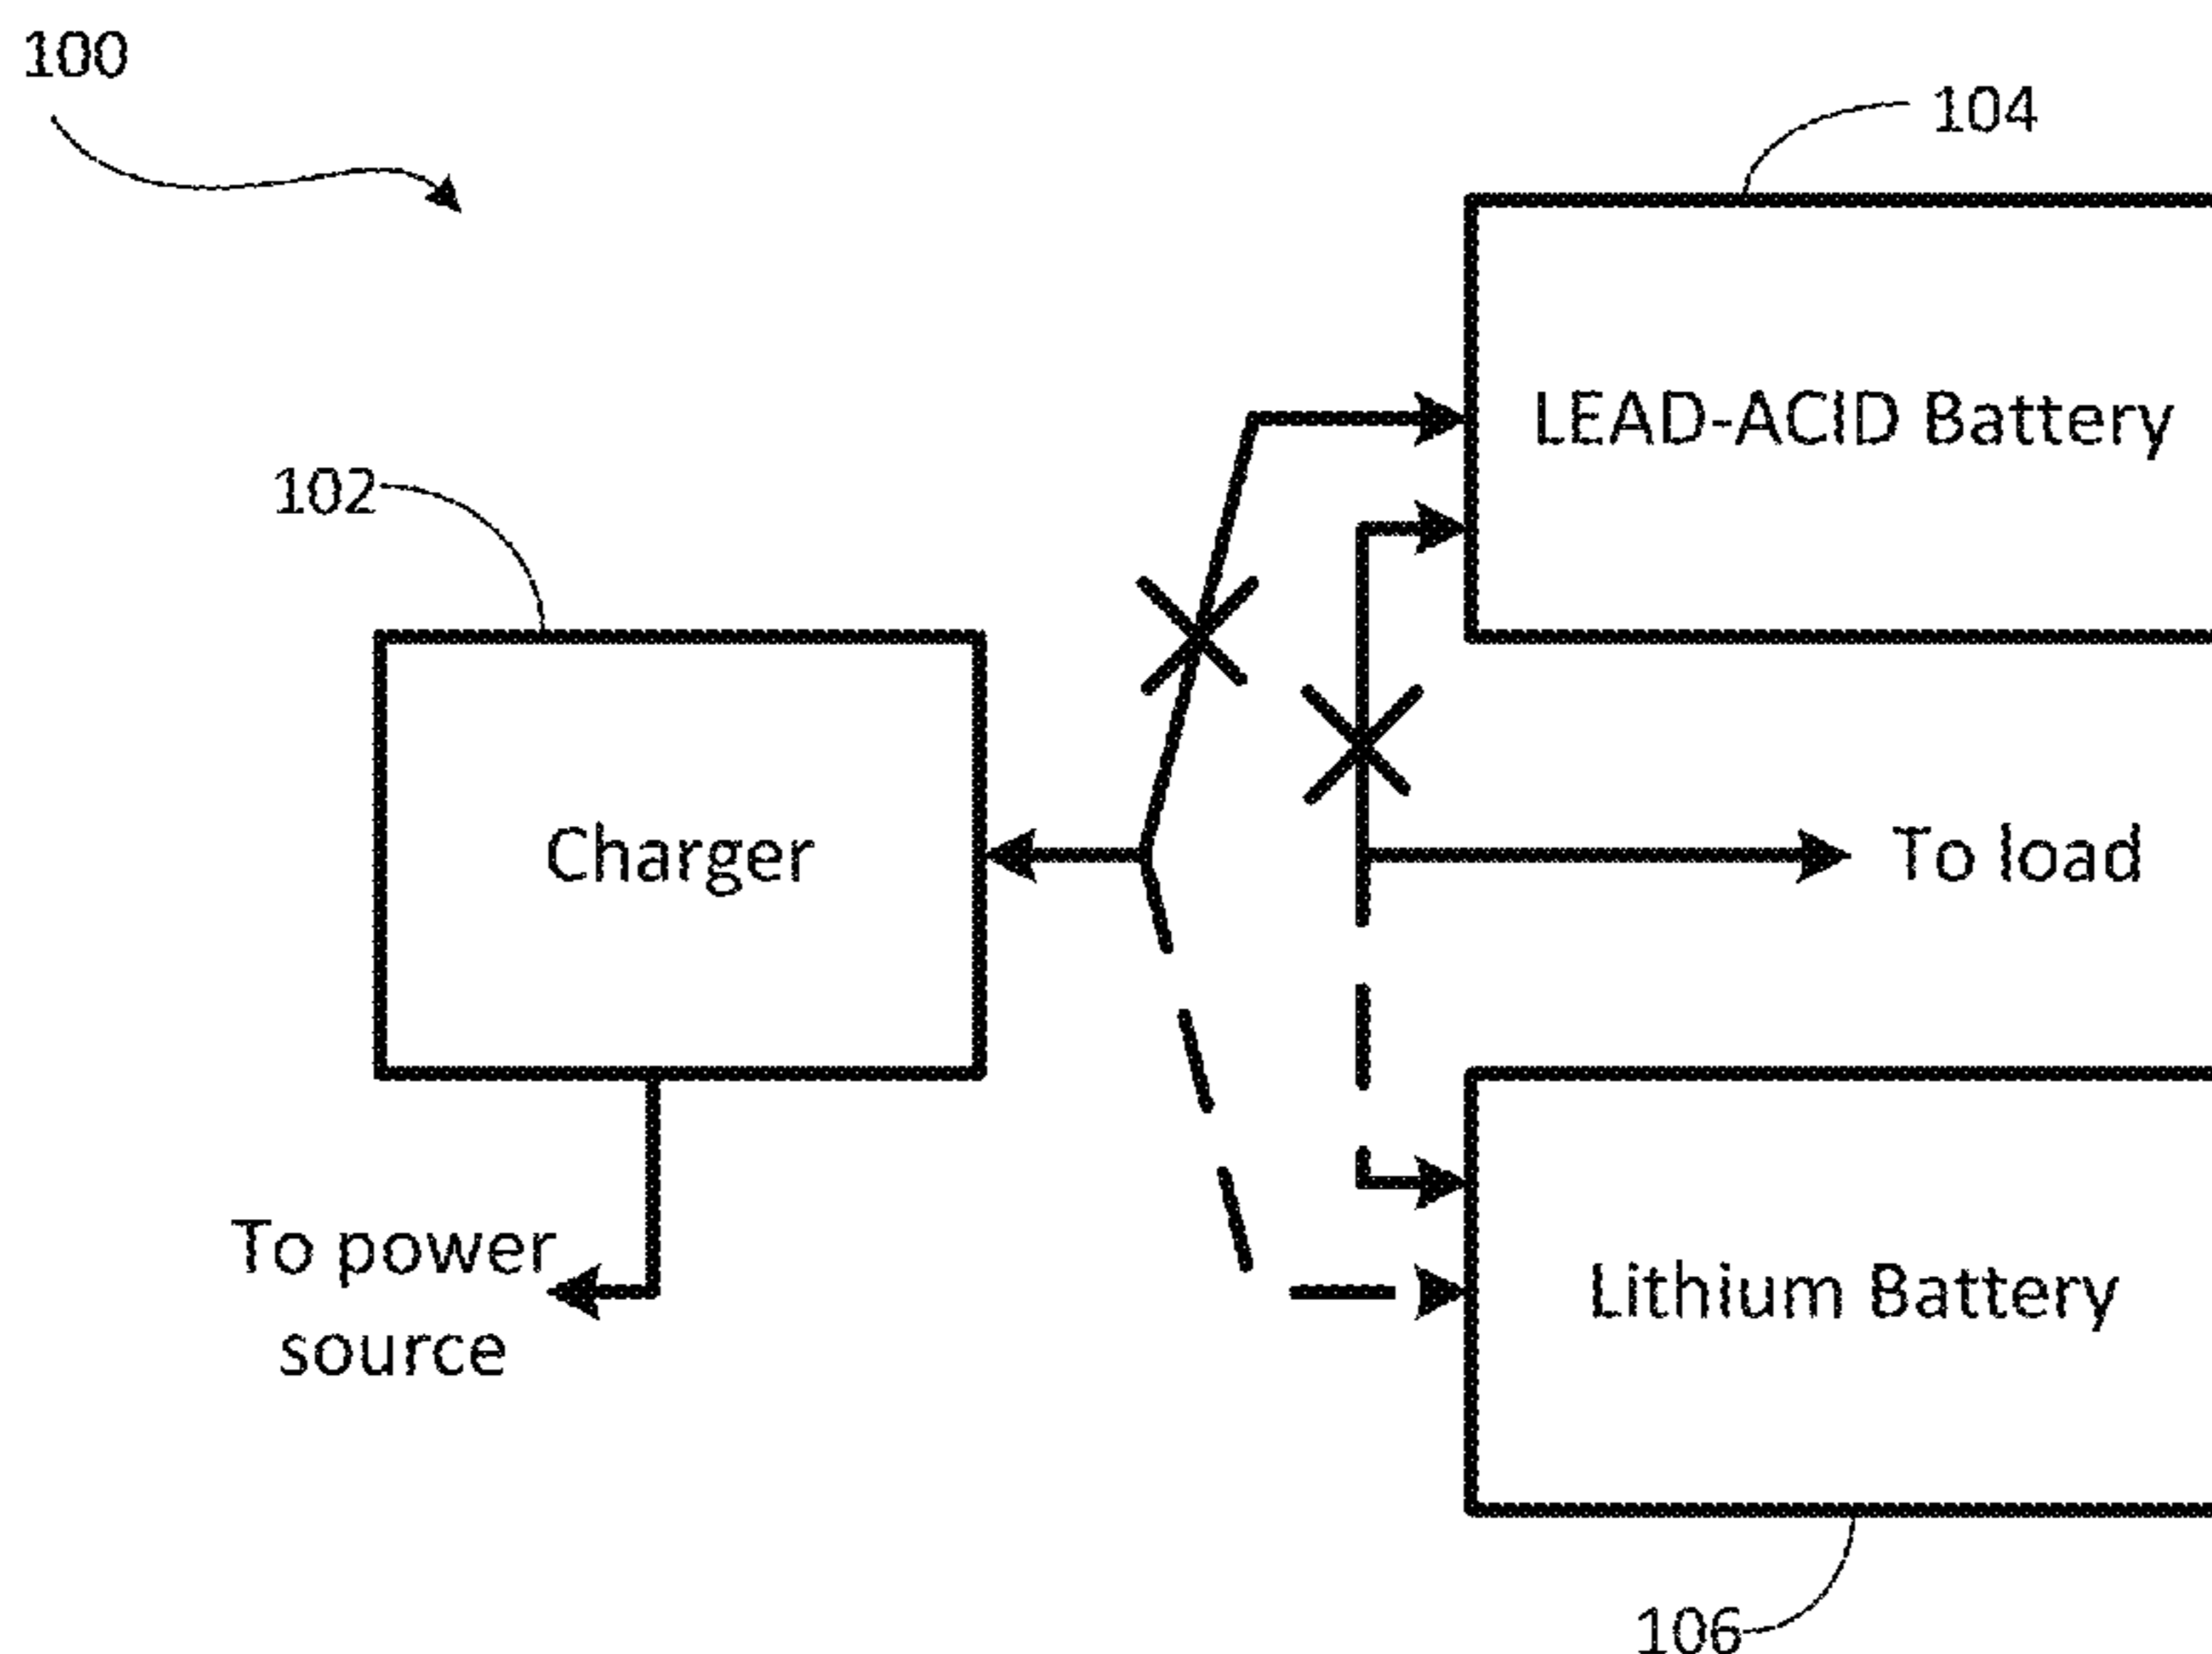 100
104
LEAD-ACID Battery
102
Charger
To load
To power
source
Lithium Battery
106